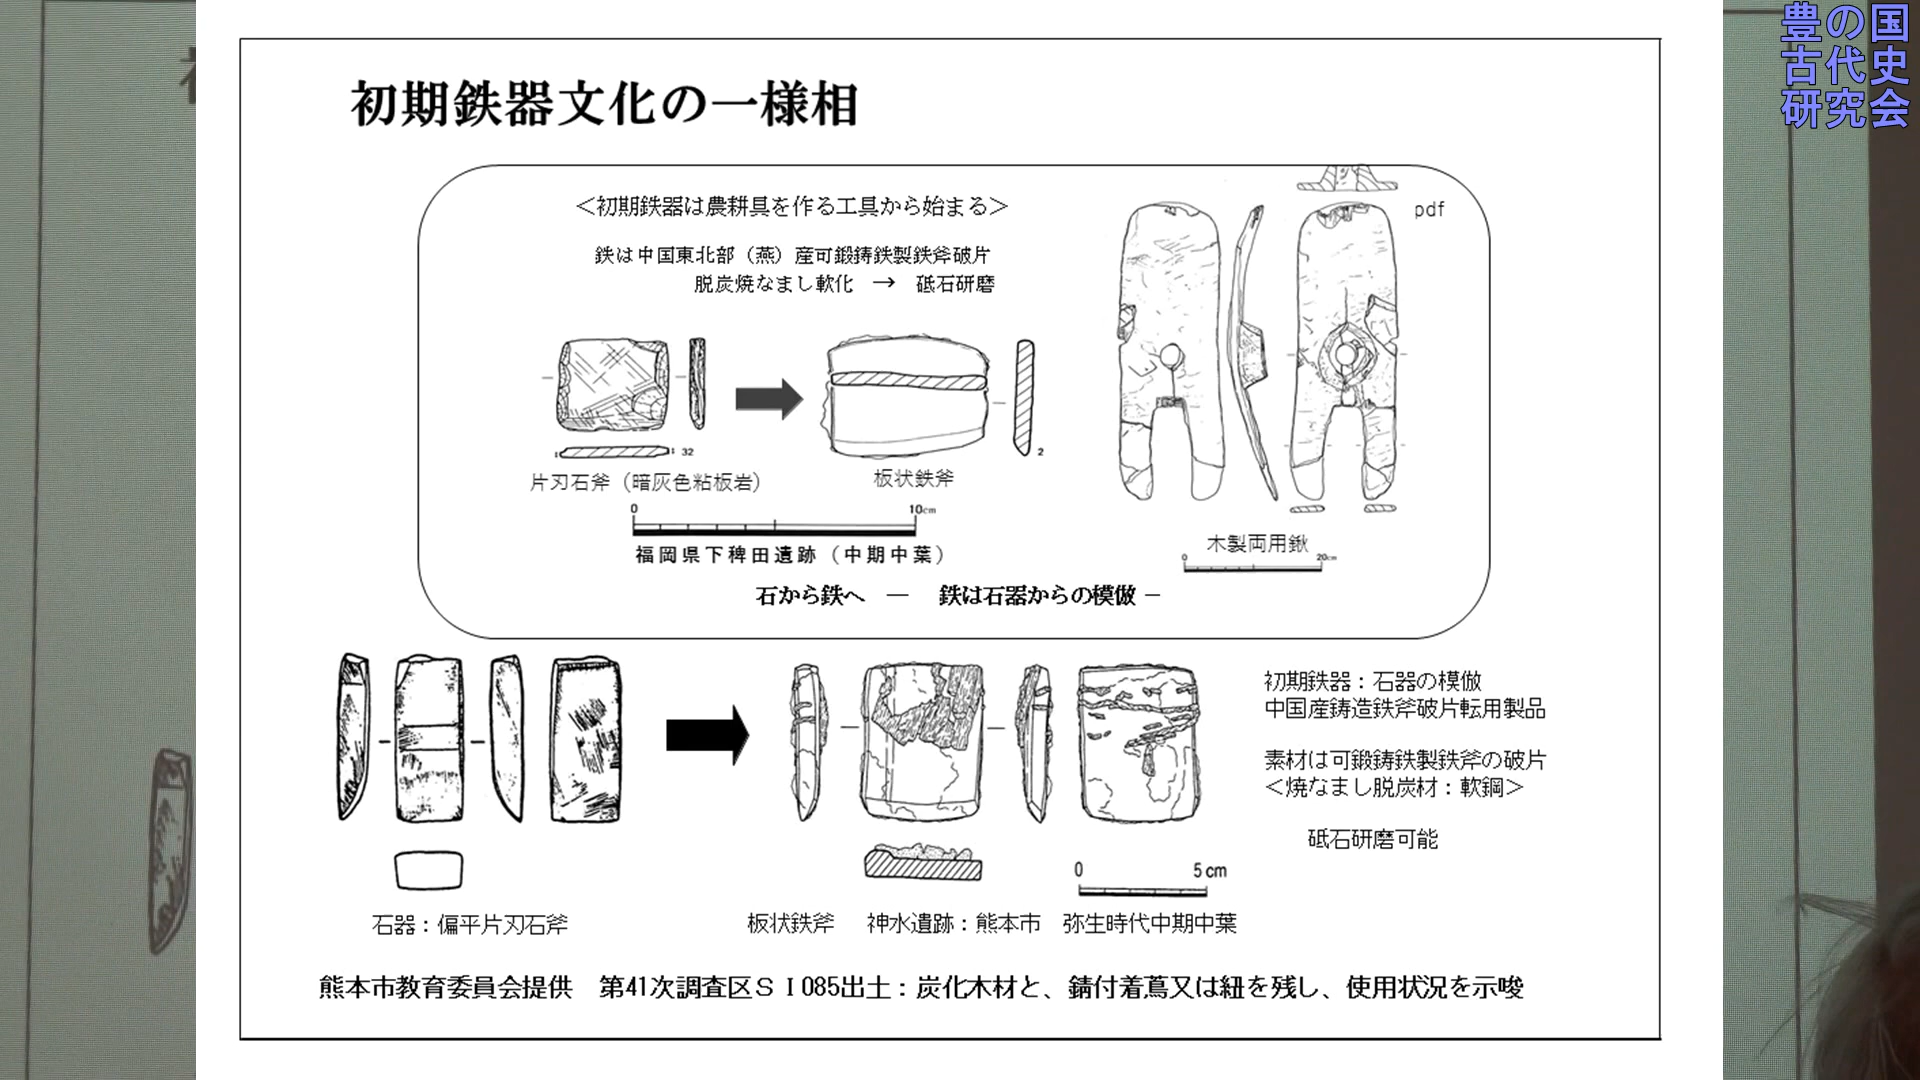 豊の国
古代史
研究会
初期鉄器文化の一様相
＜初期鉄器は農耕具を作る工具から始まる＞
鉄は中国東北部（燕）産可鍛鋳鉄製鉄斧破片
脱炭焼なまし軟化　→　砥石研磨
pdf
32
2
片刃石斧（暗灰色粘板岩）
板状鉄斧
0 10cm
福岡県下稗田遺跡（中期中葉）
木製両用鍬
0 20cm
石から鉄へ　―　鉄は石器からの模倣 ―
初期鉄器：石器の模倣
中国産鋳造鉄斧破片転用製品
素材は可鍛鋳鉄製鉄斧の破片
＜焼なまし脱炭材：軟鋼＞
砥石研磨可能
0 5 cm
石器：偏平片刃石斧
板状鉄斧　神水遺跡：熊本市　弥生時代中期中葉
熊本市教育委員会提供　第41次調査区ＳＩ085出土：炭化木材と、錆付着蔦又は紐を残し、使用状況を示唆